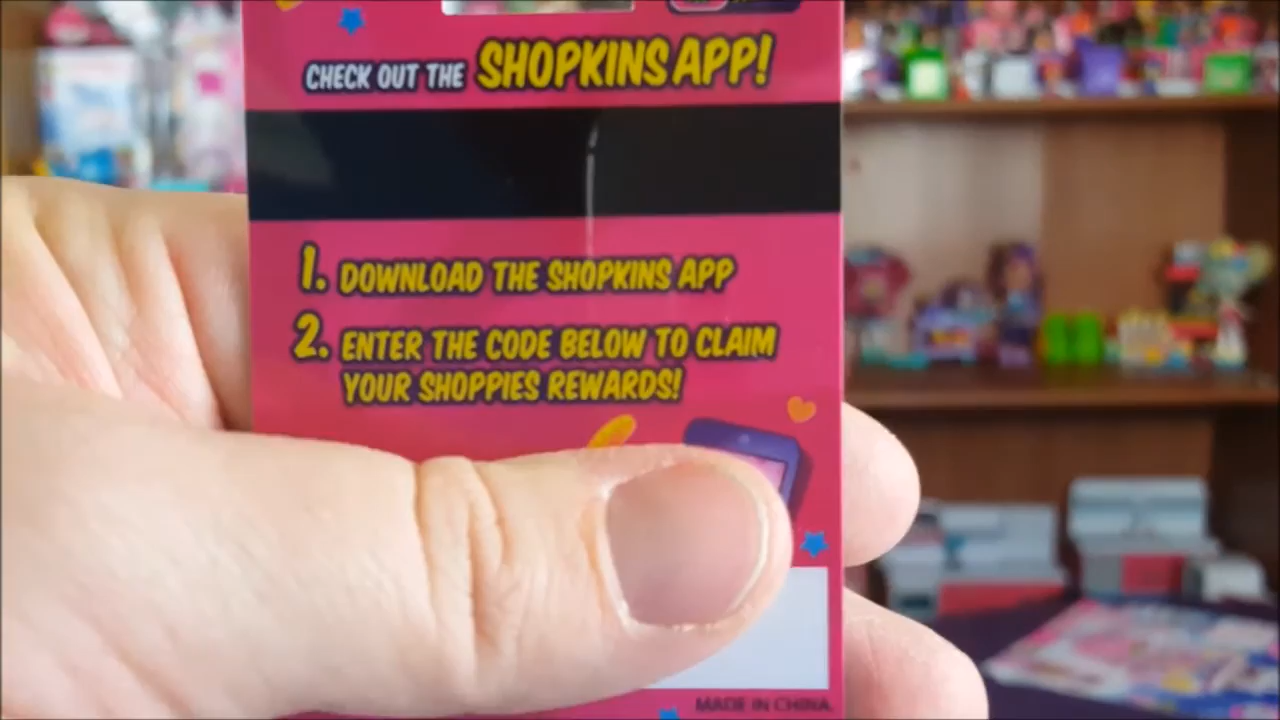 CHECK OUT THE SHOPKINS APP!
1. DOWNLOAD THE SHOPKINS APP
2. ENTER THE CODE BELOW TO CLAIM
YOUR SHOPPIES REWARDS!
MADE IN CHINA.